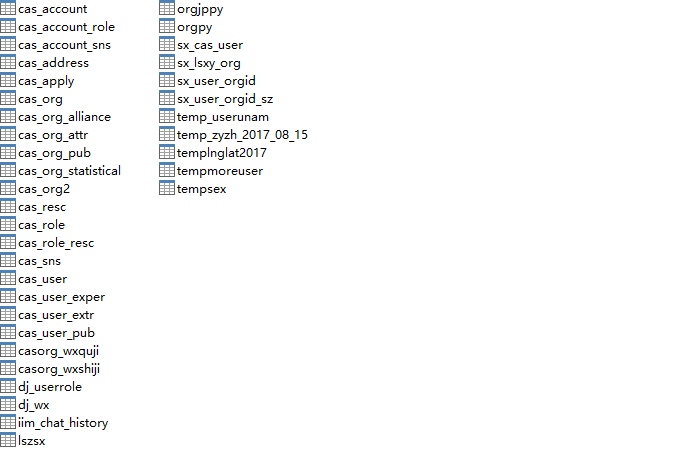 cas_account
cas_account_role
cas_account_sns
cas_address
cas_apply
cas_org
cas_org_alliance
cas_org_attr
cas_org_pub
cas_org_statistical
cas_org2
cas_resc
cas_role
cas_role_resc
cas_sns
cas_user
cas_user_exper
cas_user_extr
cas_user_pub
casorg_wxquji
casorg_wxshiji
dj_userrole
dj_wx
iim_chat_history
lszsx
orgjppy
orgpy
sx_cas_user
sx_lsxy_org
sx_user_orgid
sx_user_orgid_sz
temp_userunam
temp_zyzh_2017_08_15
templnglat2017
tempmoreuser
tempsex